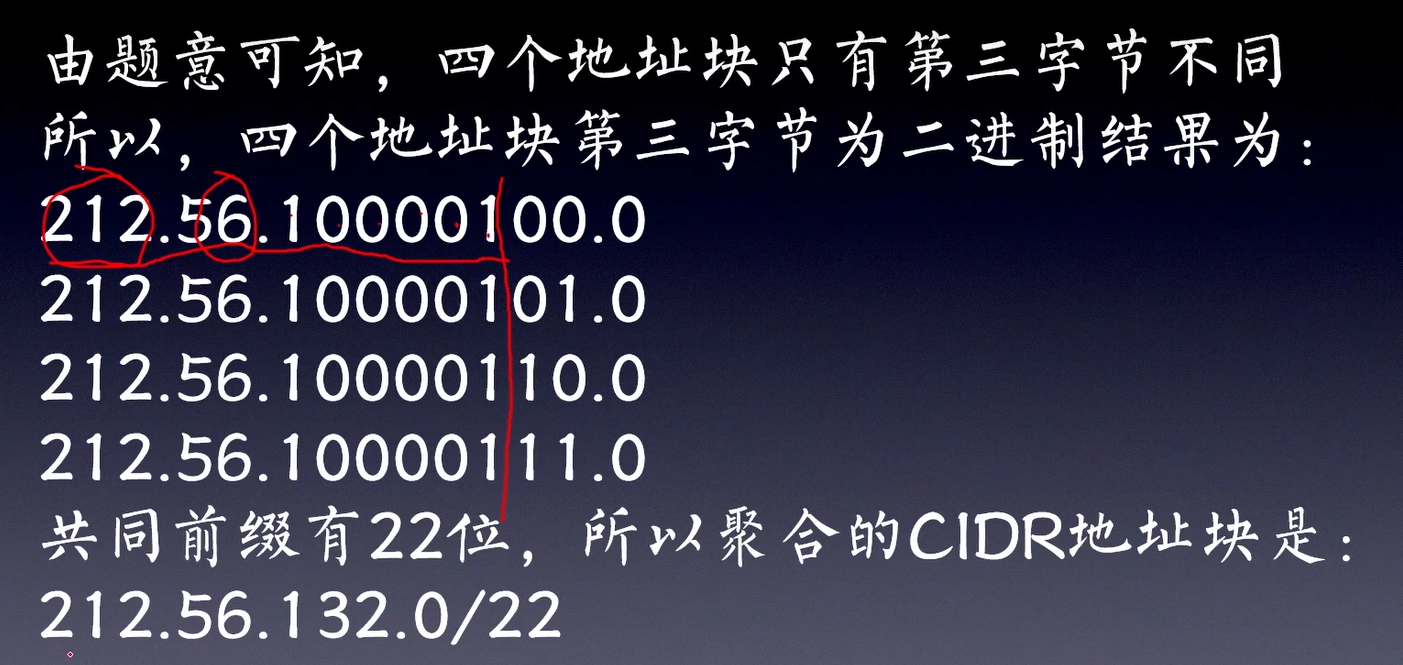 由题意可知，四个地址块只有第三字节不同
所以，四个地址块第三字节为二进制结果为：
212.56.10000100.0
212.56.10000101.0
212.56.10000110.0
212.56.10000111.0
共同前缀有22位，所以聚合的CIDR地址块是：
212.56.132.0/22